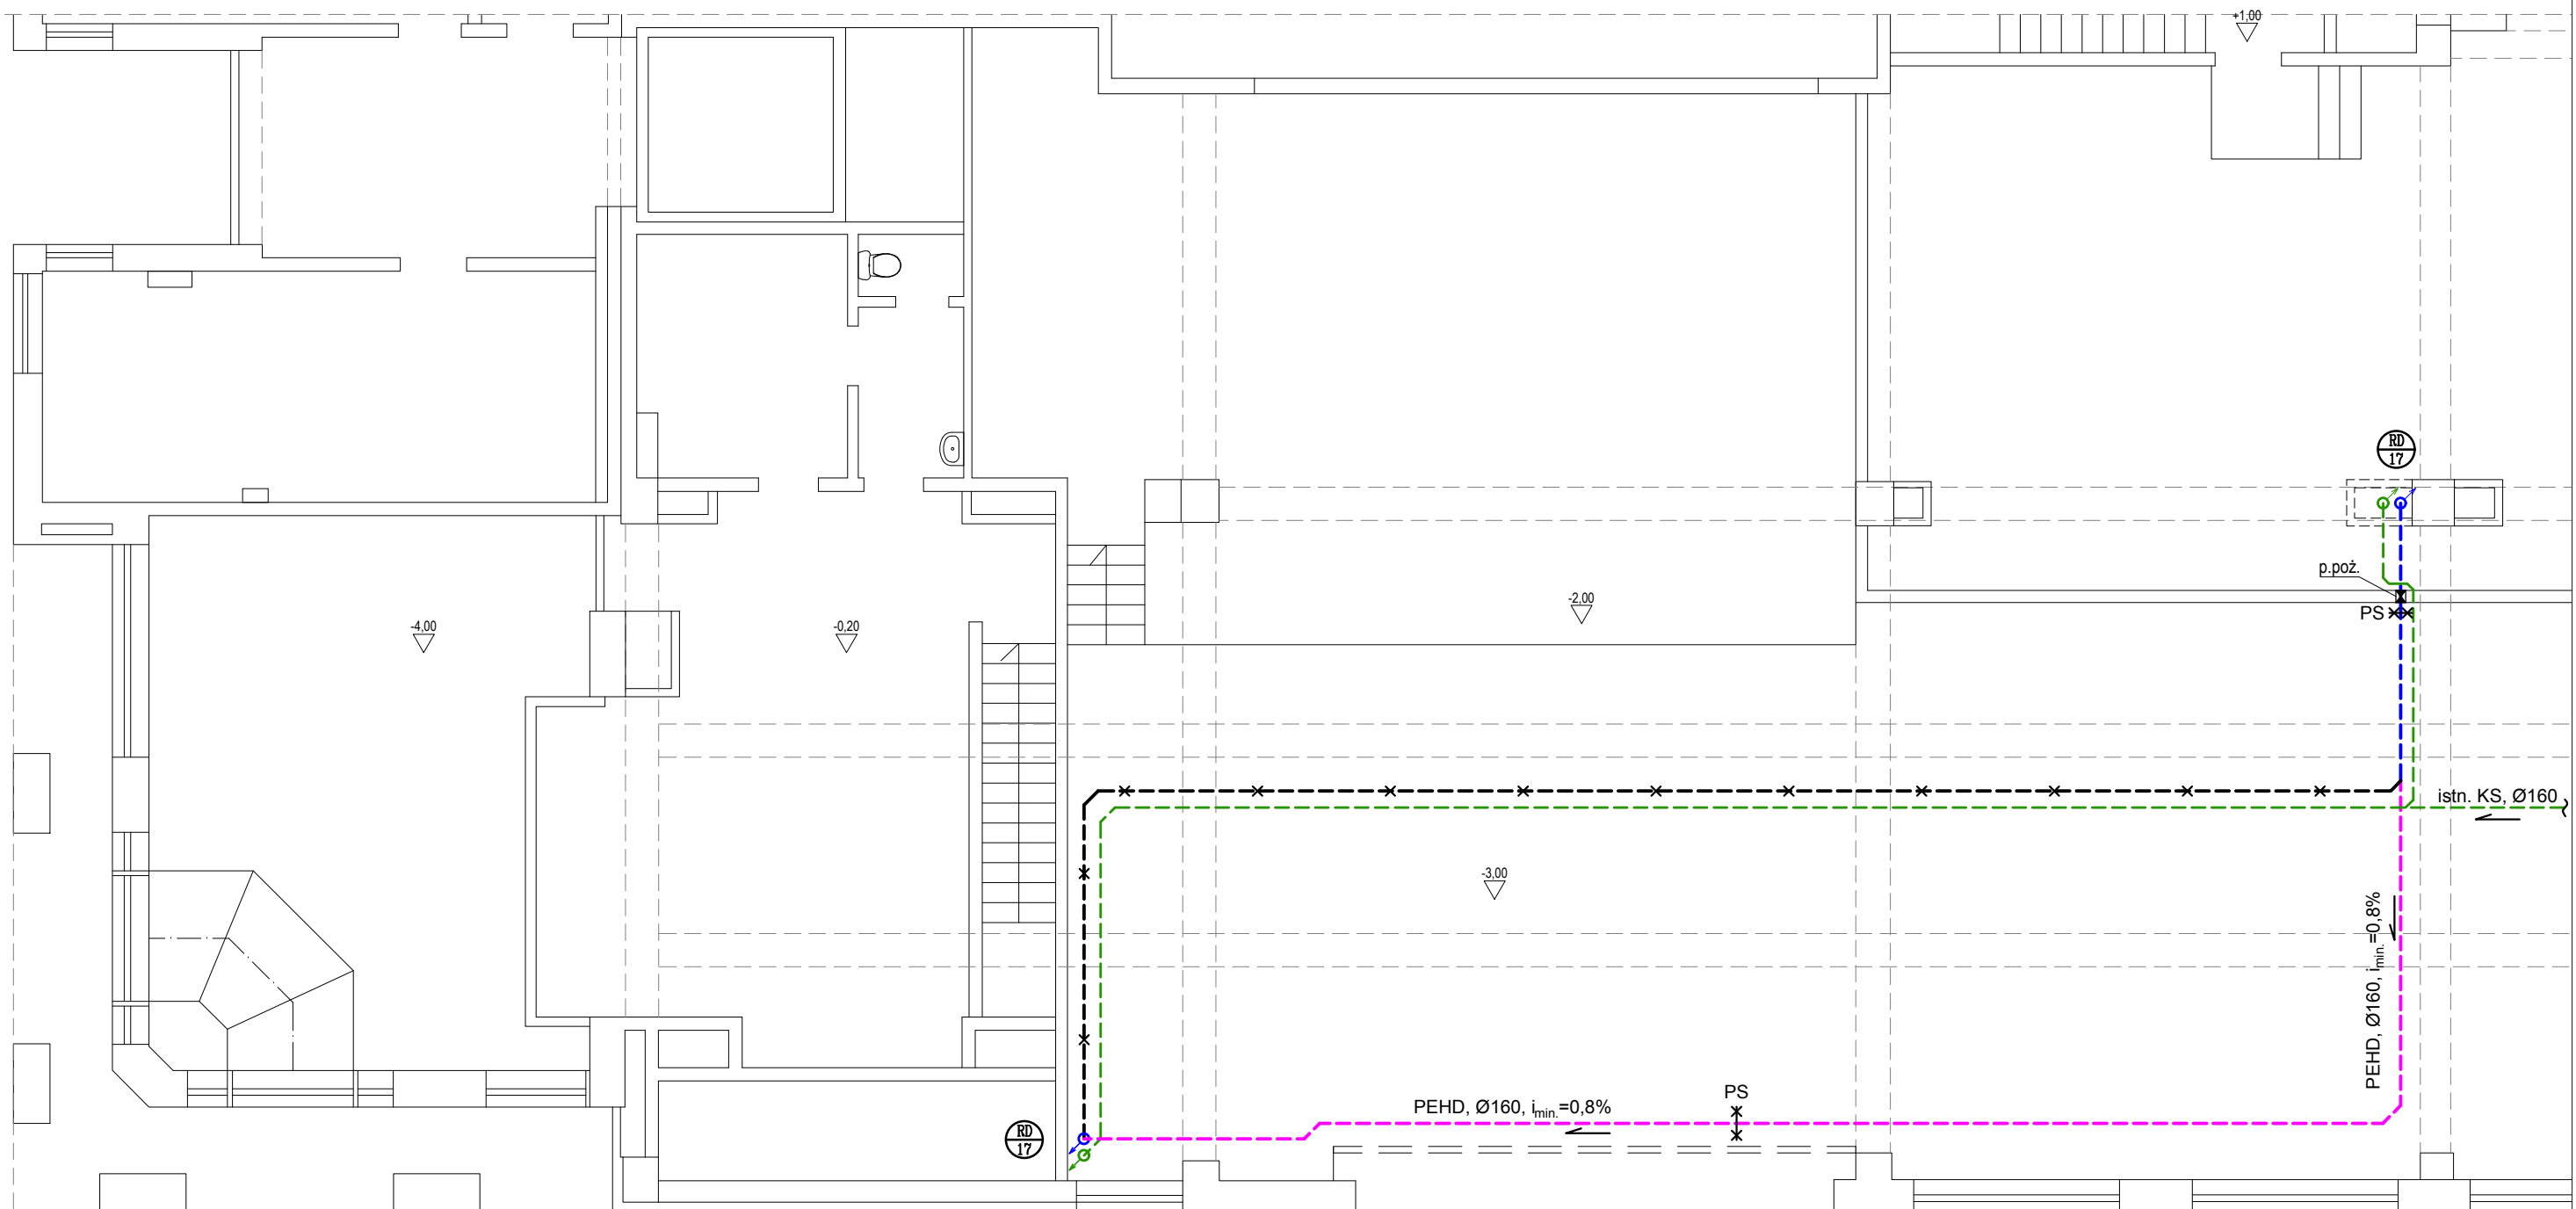 +1,00
RD
17
p.poż.
PS
-2,00
-4,00
-0,20
istn. KS, Ø160
-3,00
PEHD, Ø160, imin.=0,8%
PS
PEHD, Ø160, imin.=0,8%
RD
17